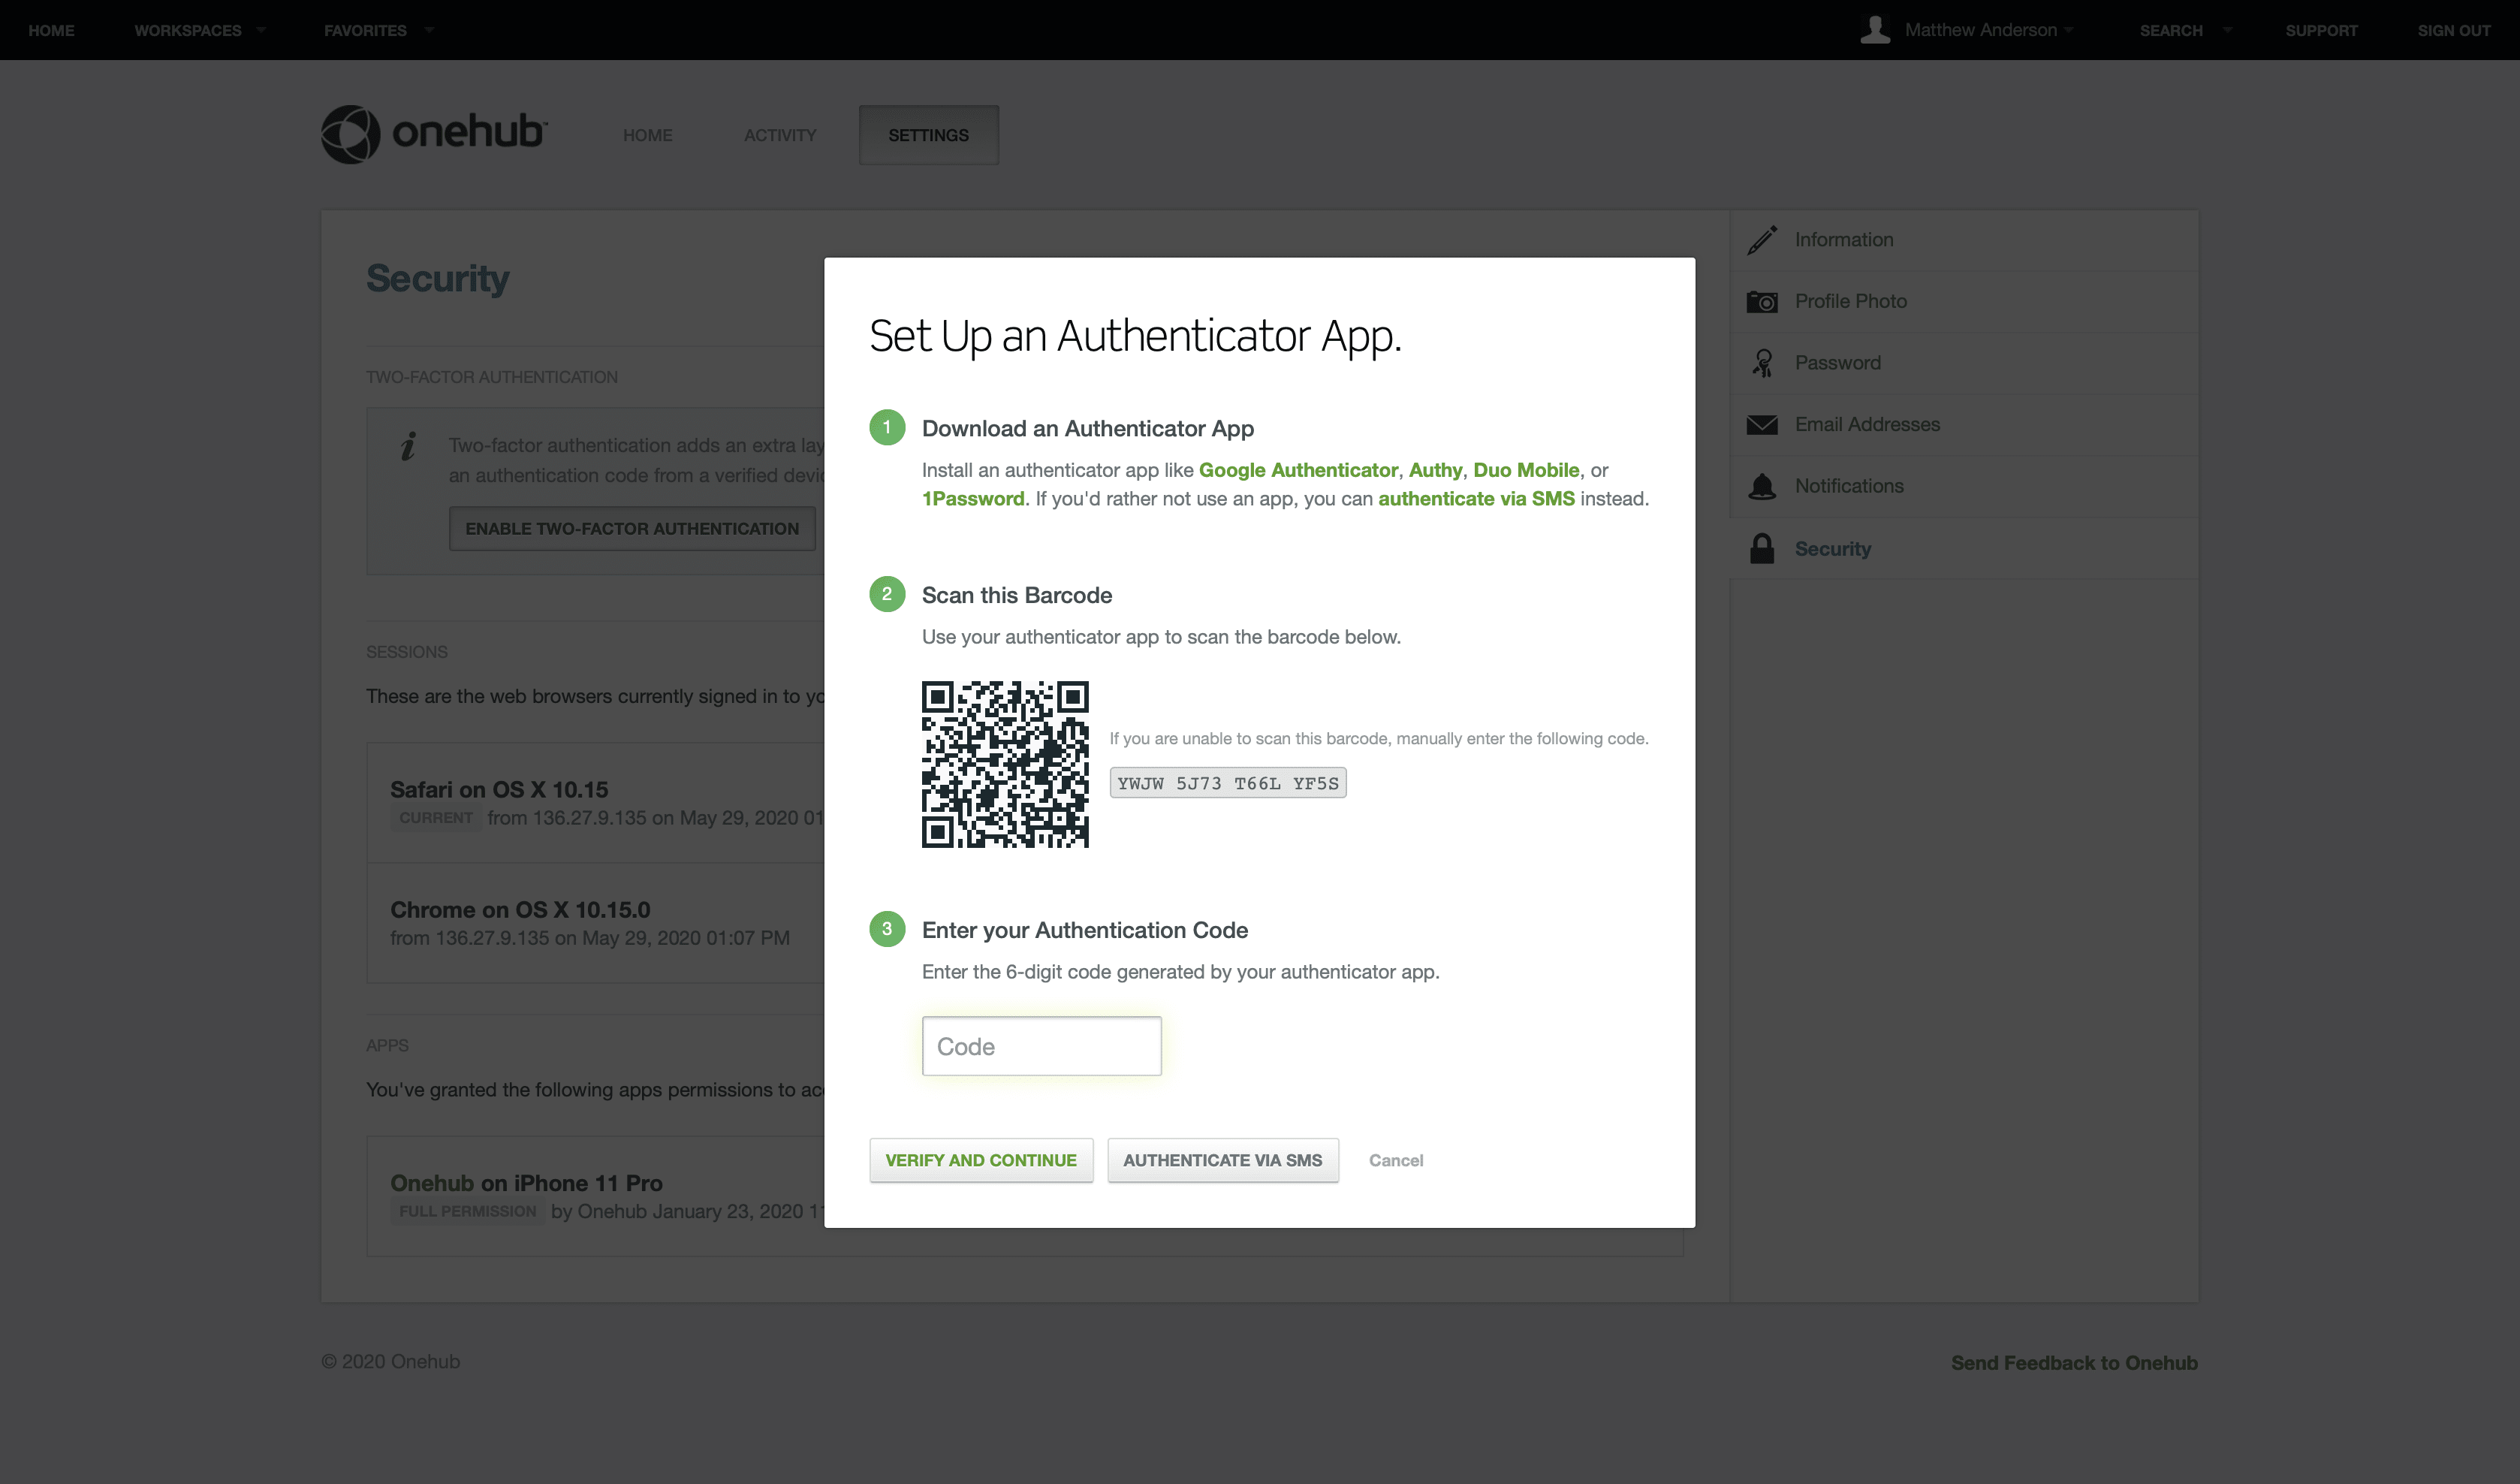 HOME WORKSPACES FAVORITES Matthew Anderson SEARCH SUPPORT SIGN OUT
onehub™ HOME ACTIVITY SETTINGS
Security
TWO-FACTOR AUTHENTICATION
Two-factor authentication adds an extra lay
an authentication code from a verified devic
ENABLE TWO-FACTOR AUTHENTICATION
SESSIONS
These are the web browsers currently signed in to yo
Safari on OS X 10.15
CURRENT from 136.27.9.135 on May 29, 2020 01
Chrome on OS X 10.15.0
from 136.27.9.135 on May 29, 2020 01:07 PM
APPS
You've granted the following apps permissions to acc
Onehub on iPhone 11 Pro
FULL PERMISSION by Onehub January 23, 2020 11
Set Up an Authenticator App.
1 Download an Authenticator App
Install an authenticator app like Google Authenticator, Authy, Duo Mobile, or
1Password. If you'd rather not use an app, you can authenticate via SMS instead.
2 Scan this Barcode
Use your authenticator app to scan the barcode below.
If you are unable to scan this barcode, manually enter the following code.
YWJW 5J73 T66L YF5S
3 Enter your Authentication Code
Enter the 6-digit code generated by your authenticator app.
Code
VERIFY AND CONTINUE AUTHENTICATE VIA SMS Cancel
Information
Profile Photo
Password
Email Addresses
Notifications
Security
© 2020 Onehub
Send Feedback to Onehub